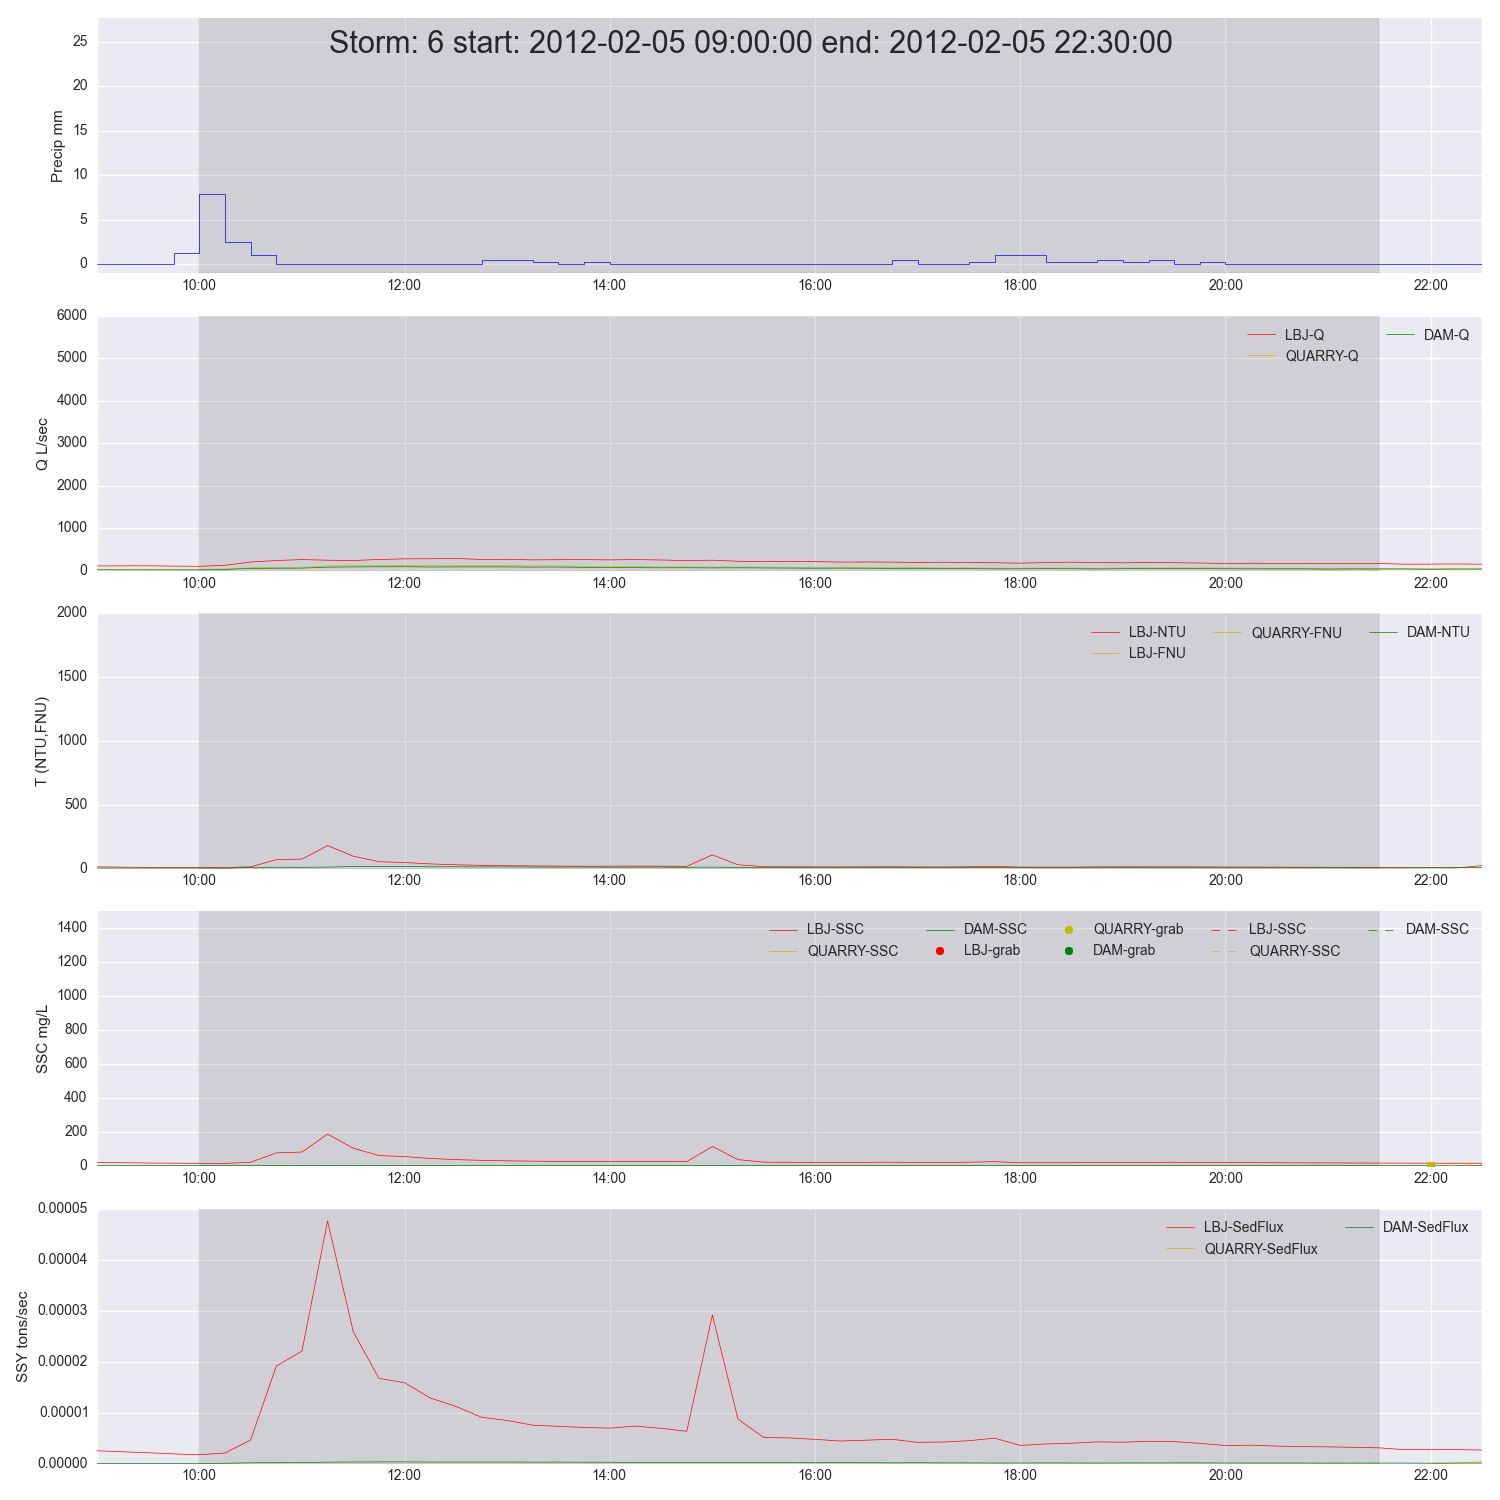 Storm: 6 start: 2012-02-05 09:00:00 end: 2012-02-05 22:30:00
Precip mm
25
20
15
10
5
0
10:00 12:00 14:00 16:00 18:00 20:00 22:00
Q L/sec
6000
5000
4000
3000
2000
1000
0
LBJ-Q DAM-Q
QUARRY-Q
10:00 12:00 14:00 16:00 18:00 20:00 22:00
T (NTU,FNU)
2000
1500
1000
500
0
LBJ-NTU QUARRY-FNU DAM-NTU
LBJ-FNU
10:00 12:00 14:00 16:00 18:00 20:00 22:00
SSC mg/L
1400
1200
1000
800
600
400
200
0
LBJ-SSC DAM-SSC QUARRY-grab LBJ-SSC DAM-SSC
QUARRY-SSC LBJ-grab DAM-grab QUARRY-SSC
10:00 12:00 14:00 16:00 18:00 20:00 22:00
SSY tons/sec
0.00005
0.00004
0.00003
0.00002
0.00001
0.00000
LBJ-SedFlux DAM-SedFlux
QUARRY-SedFlux
10:00 12:00 14:00 16:00 18:00 20:00 22:00